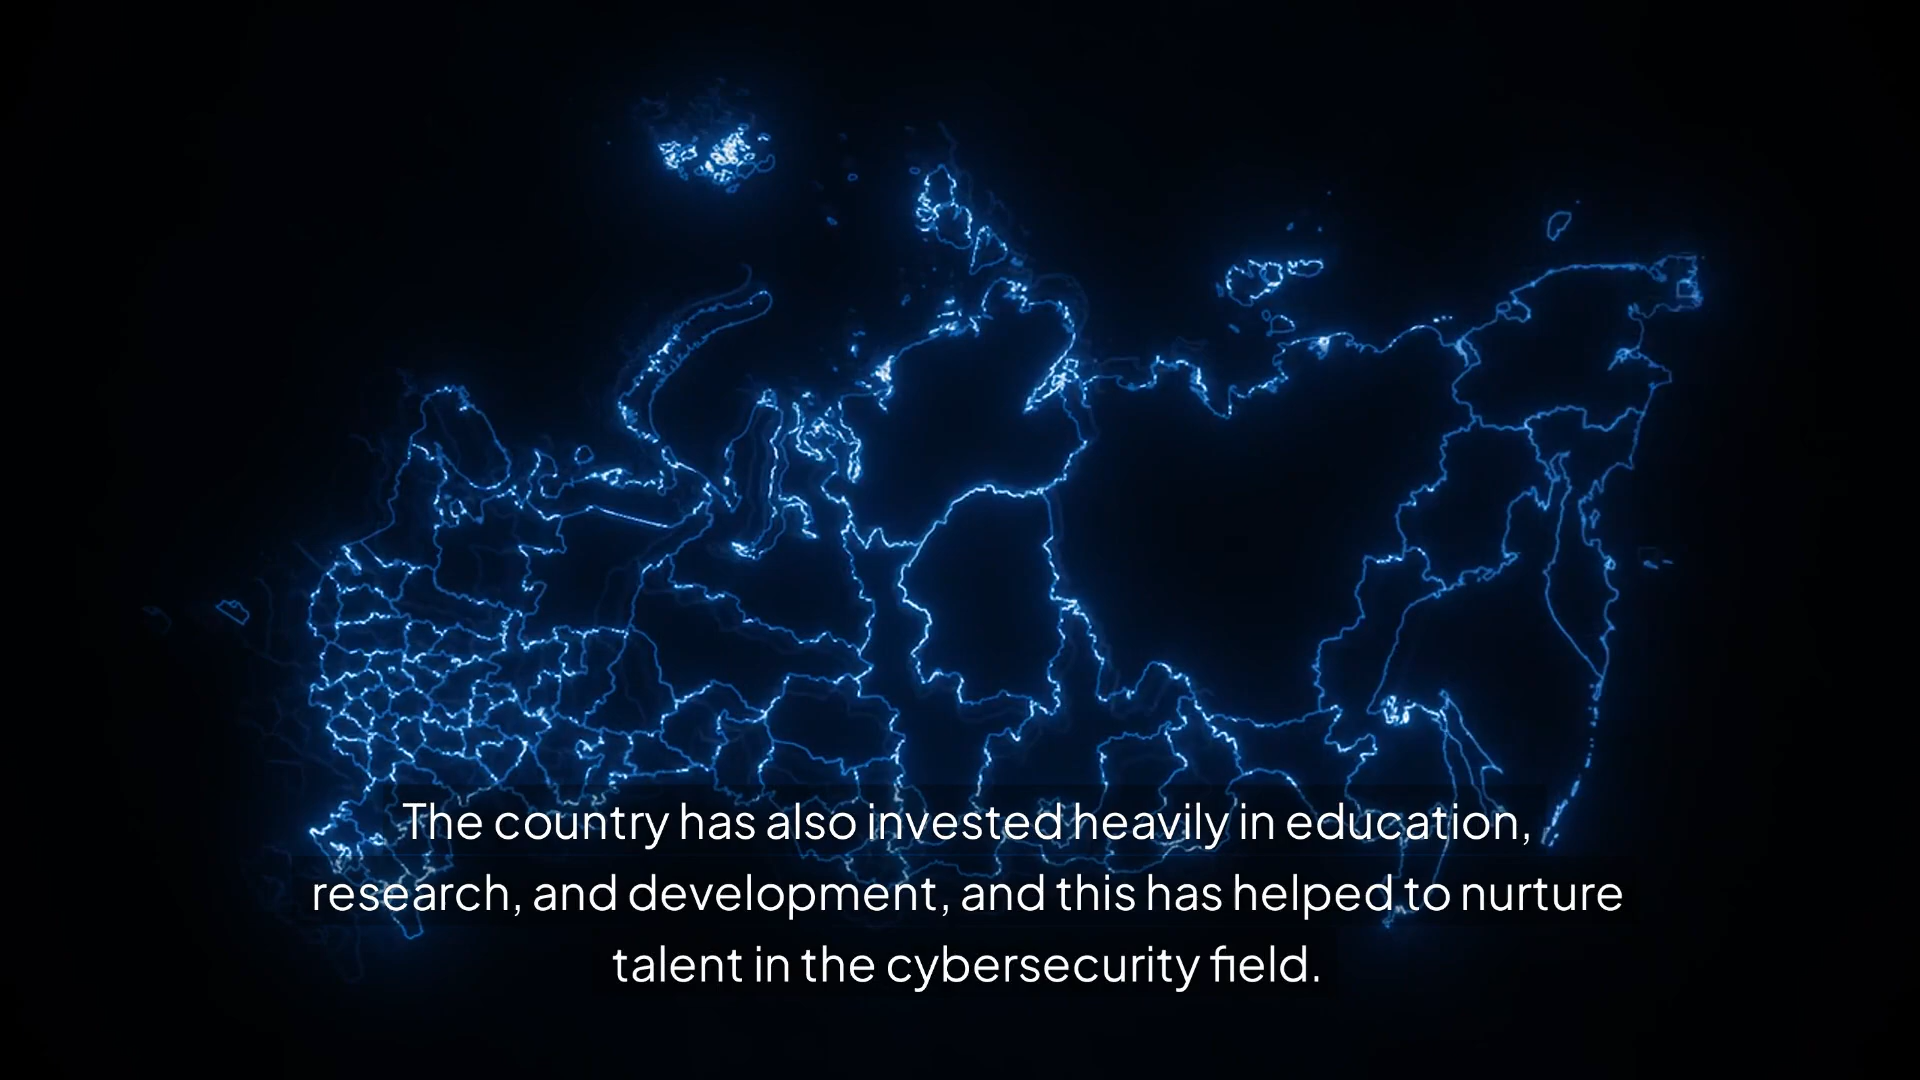 The country has also invested heavily in education,
research, and development, and this has helped to nurture
talent in the cybersecurity field.